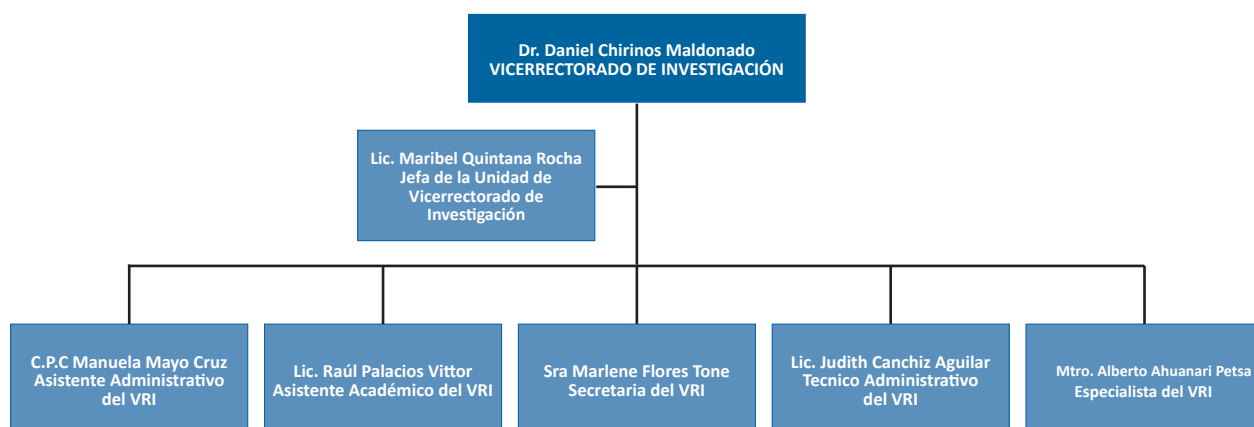 Dr. Daniel Chirinos Maldonado
VICERRECTORADO DE INVESTIGACIÓN
Lic. Maribel Quintana Rocha
Jefa de la Unidad de
Vicerrectorado de
Investigación
C.P.C Manuela Mayo Cruz
Asistente Administrativo
del VRI
Lic. Raúl Palacios Vittor
Asistente Académico del VRI
Sra Marlene Flores Tone
Secretaria del VRI
Lic. Judith Canchiz Aguilar
Tecnico Administrativo
del VRI
Mtro. Alberto Ahuanari Petsa
Especialista del VRI